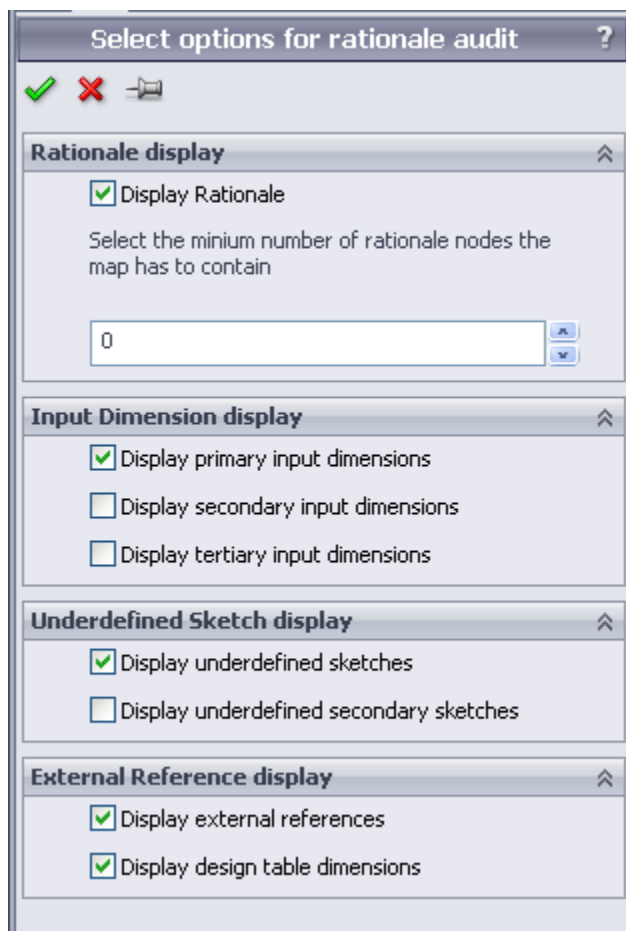 Select options for rationale audit ?
Rationale display
Display Rationale
Select the minium number of rationale nodes the
map has to contain
0
Input Dimension display
Display primary input dimensions
Display secondary input dimensions
Display tertiary input dimensions
Underdefined Sketch display
Display underdefined sketches
Display underdefined secondary sketches
External Reference display
Display external references
Display design table dimensions